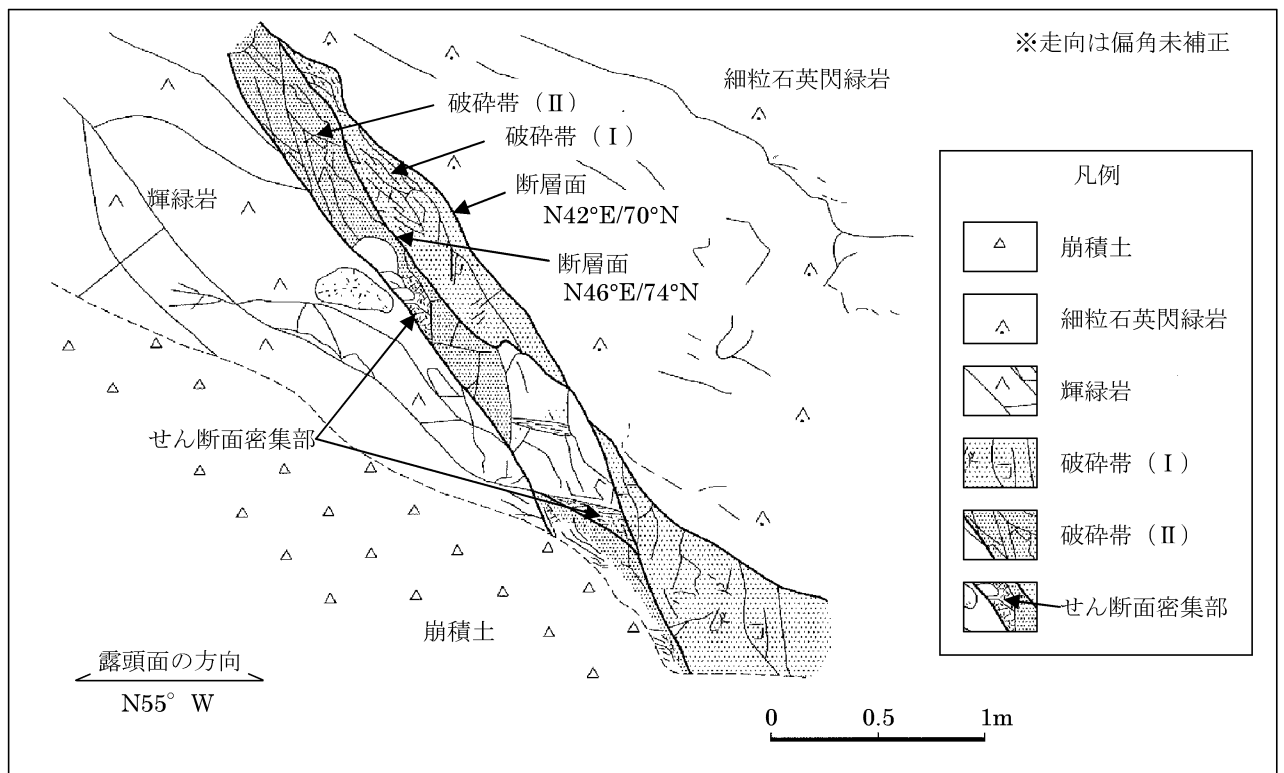 ※走向は偏角未補正
細粒石英閃緑岩
破砕帯（Ⅱ）
破砕帯（Ⅰ）
断層面
N42°E/70°N
輝緑岩
断層面
N46°E/74°N
せん断面密集部
崩積土
露頭面の方向
N55° W
0 0.5 1m
凡例
崩積土
細粒石英閃緑岩
輝緑岩
破砕帯（Ⅰ）
破砕帯（Ⅱ）
せん断面密集部